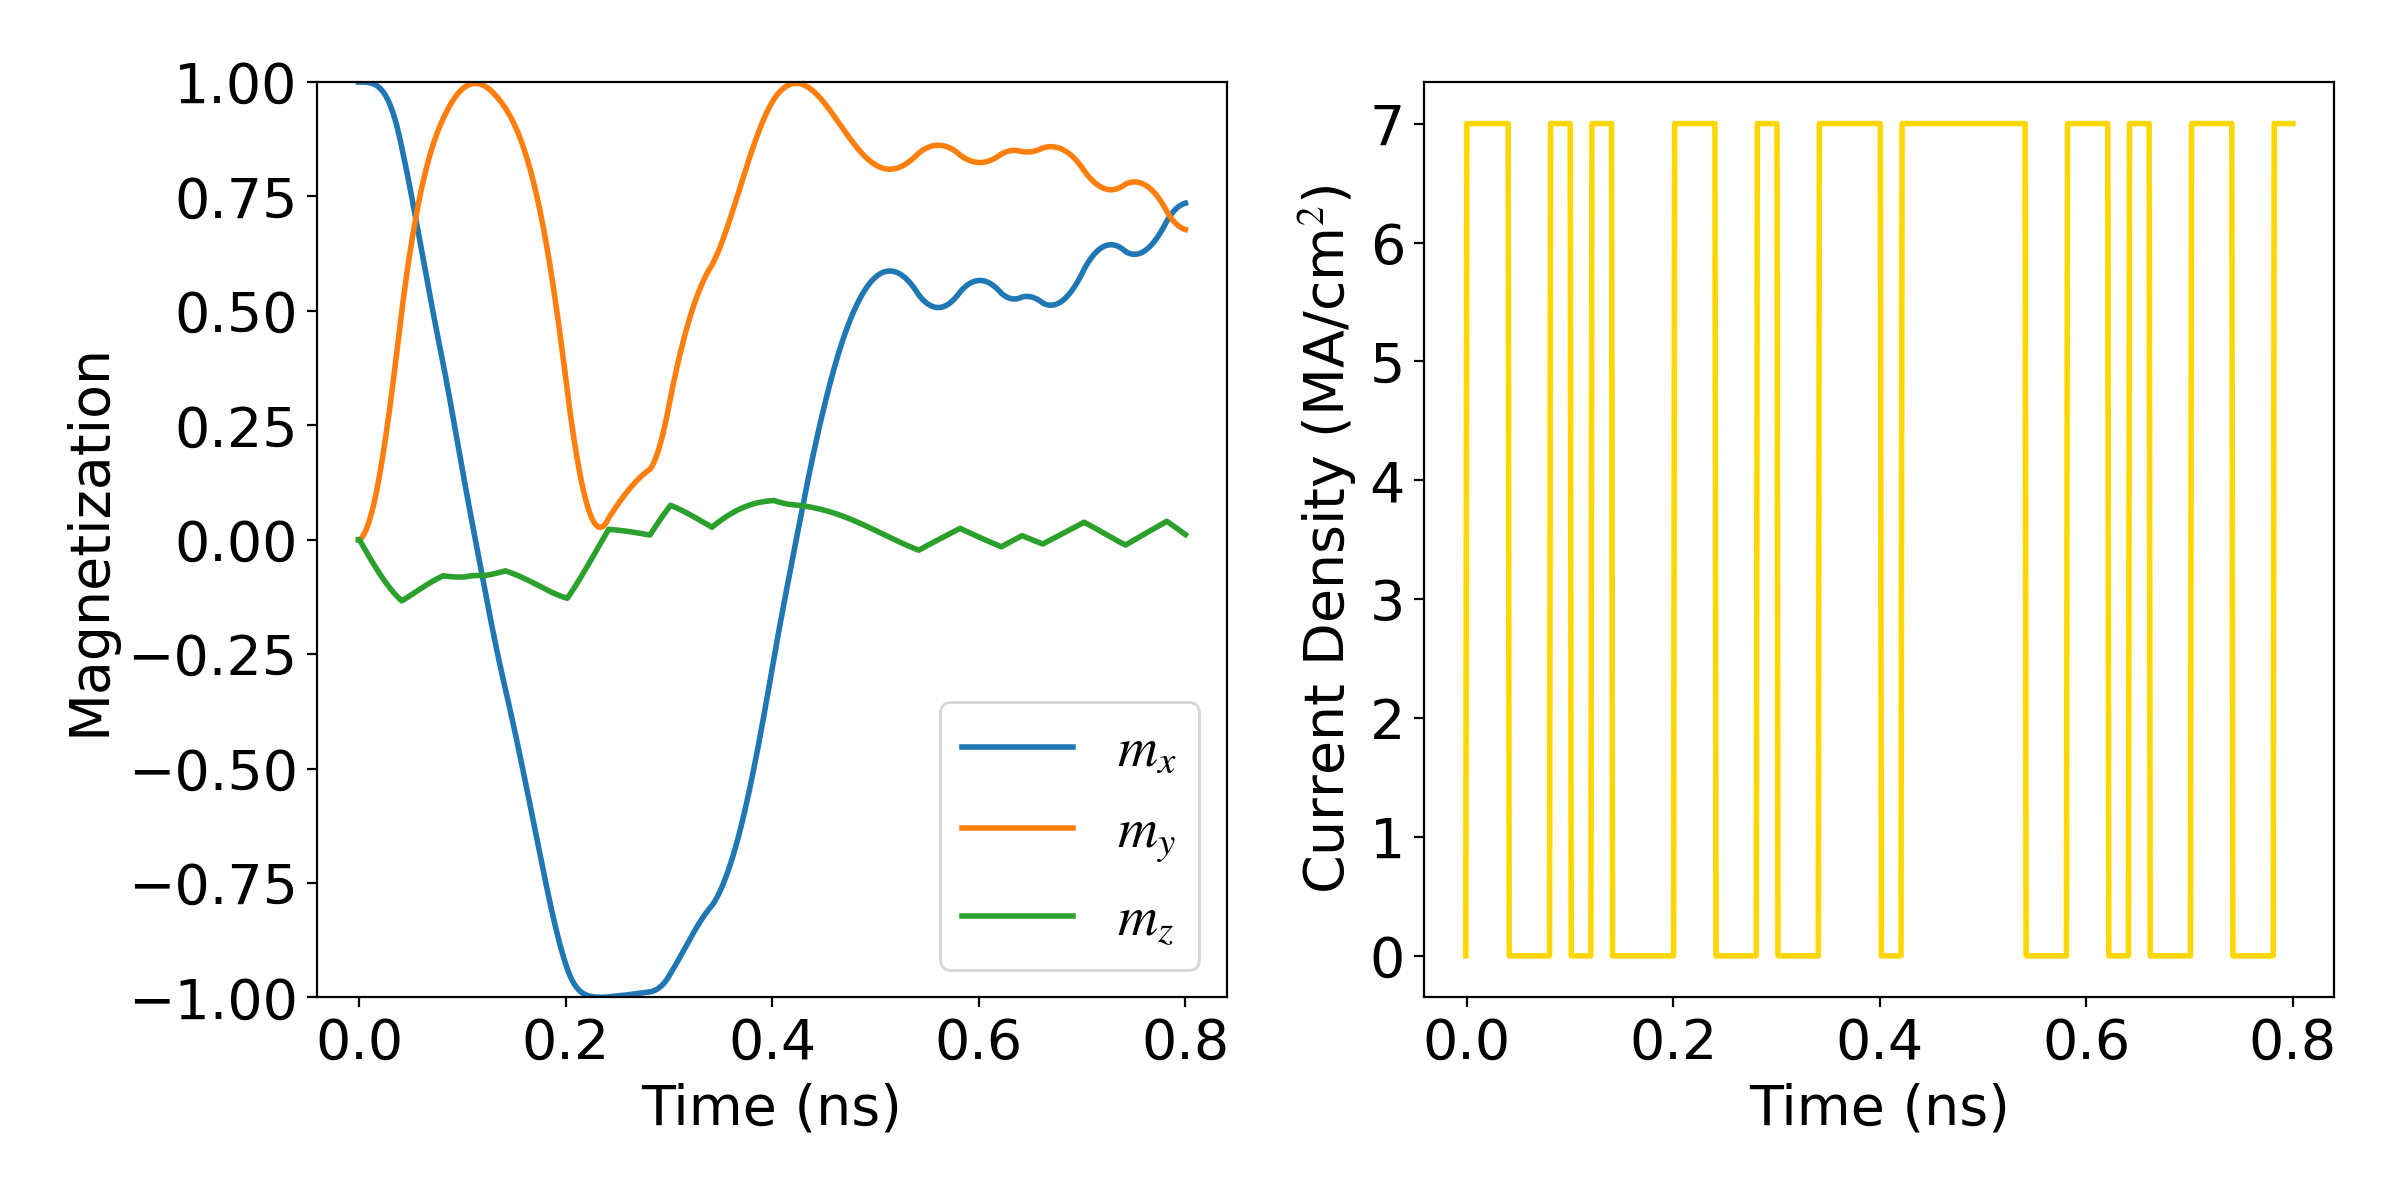 Magnetization
1.00
0.75
0.50
0.25
0.00
−0.25
−0.50
−0.75
−1.00
0.0 0.2 0.4 0.6 0.8
Time (ns)
m_x
m_y
m_z
Current Density (MA/cm²)
7
6
5
4
3
2
1
0
0.0 0.2 0.4 0.6 0.8
Time (ns)